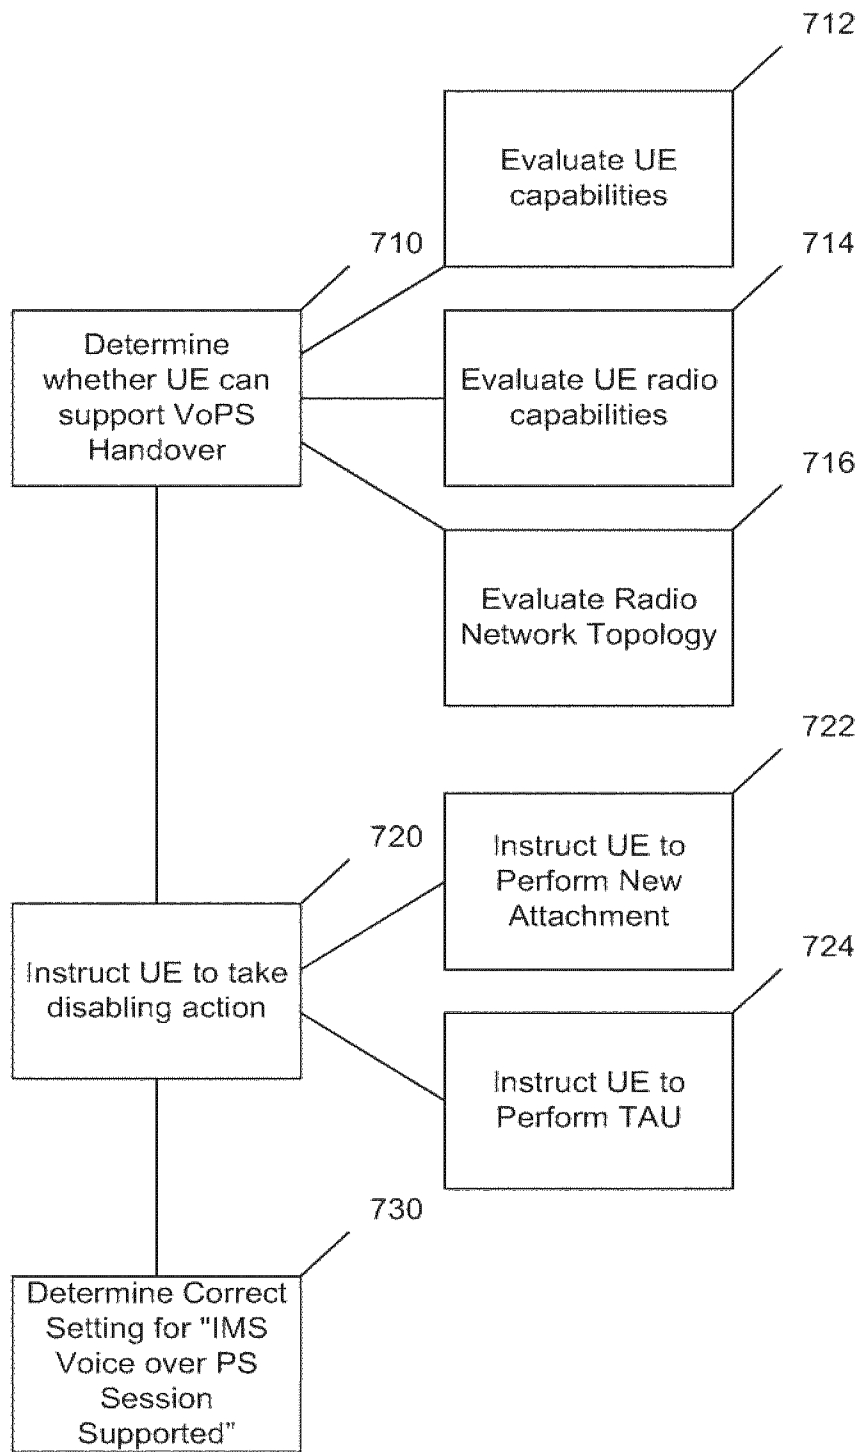 712
Evaluate UE
capabilities
710
714
Determine
whether UE can
support VoPS
Handover
Evaluate UE radio
capabilities
716
Evaluate Radio
Network Topology
722
720
Instruct UE to
Perform New
Attachment
724
Instruct UE to take
disabling action
Instruct UE to
Perform TAU
730
Determine Correct
Setting for "IMS
Voice over PS
Session
Supported"